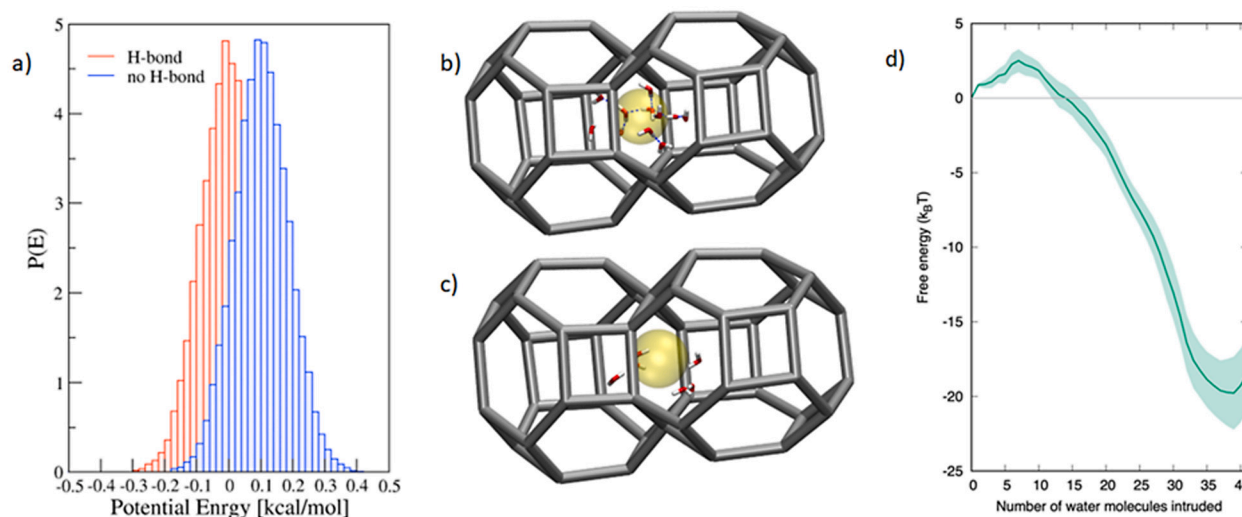 a)
H-bond
no H-bond
P(E)
5
4
3
2
1
0
-0.5 -0.4 -0.3 -0.2 -0.1 0 0.1 0.2 0.3 0.4 0.5
Potential Enrgy [kcal/mol]
b)
c)
d)
Free energy (kBT)
5
0
-5
-10
-15
-20
-25
0 5 10 15 20 25 30 35 40
Number of water molecules intruded